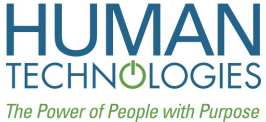 HUMAN
TECHNOLOGIES
The Power of People with Purpose